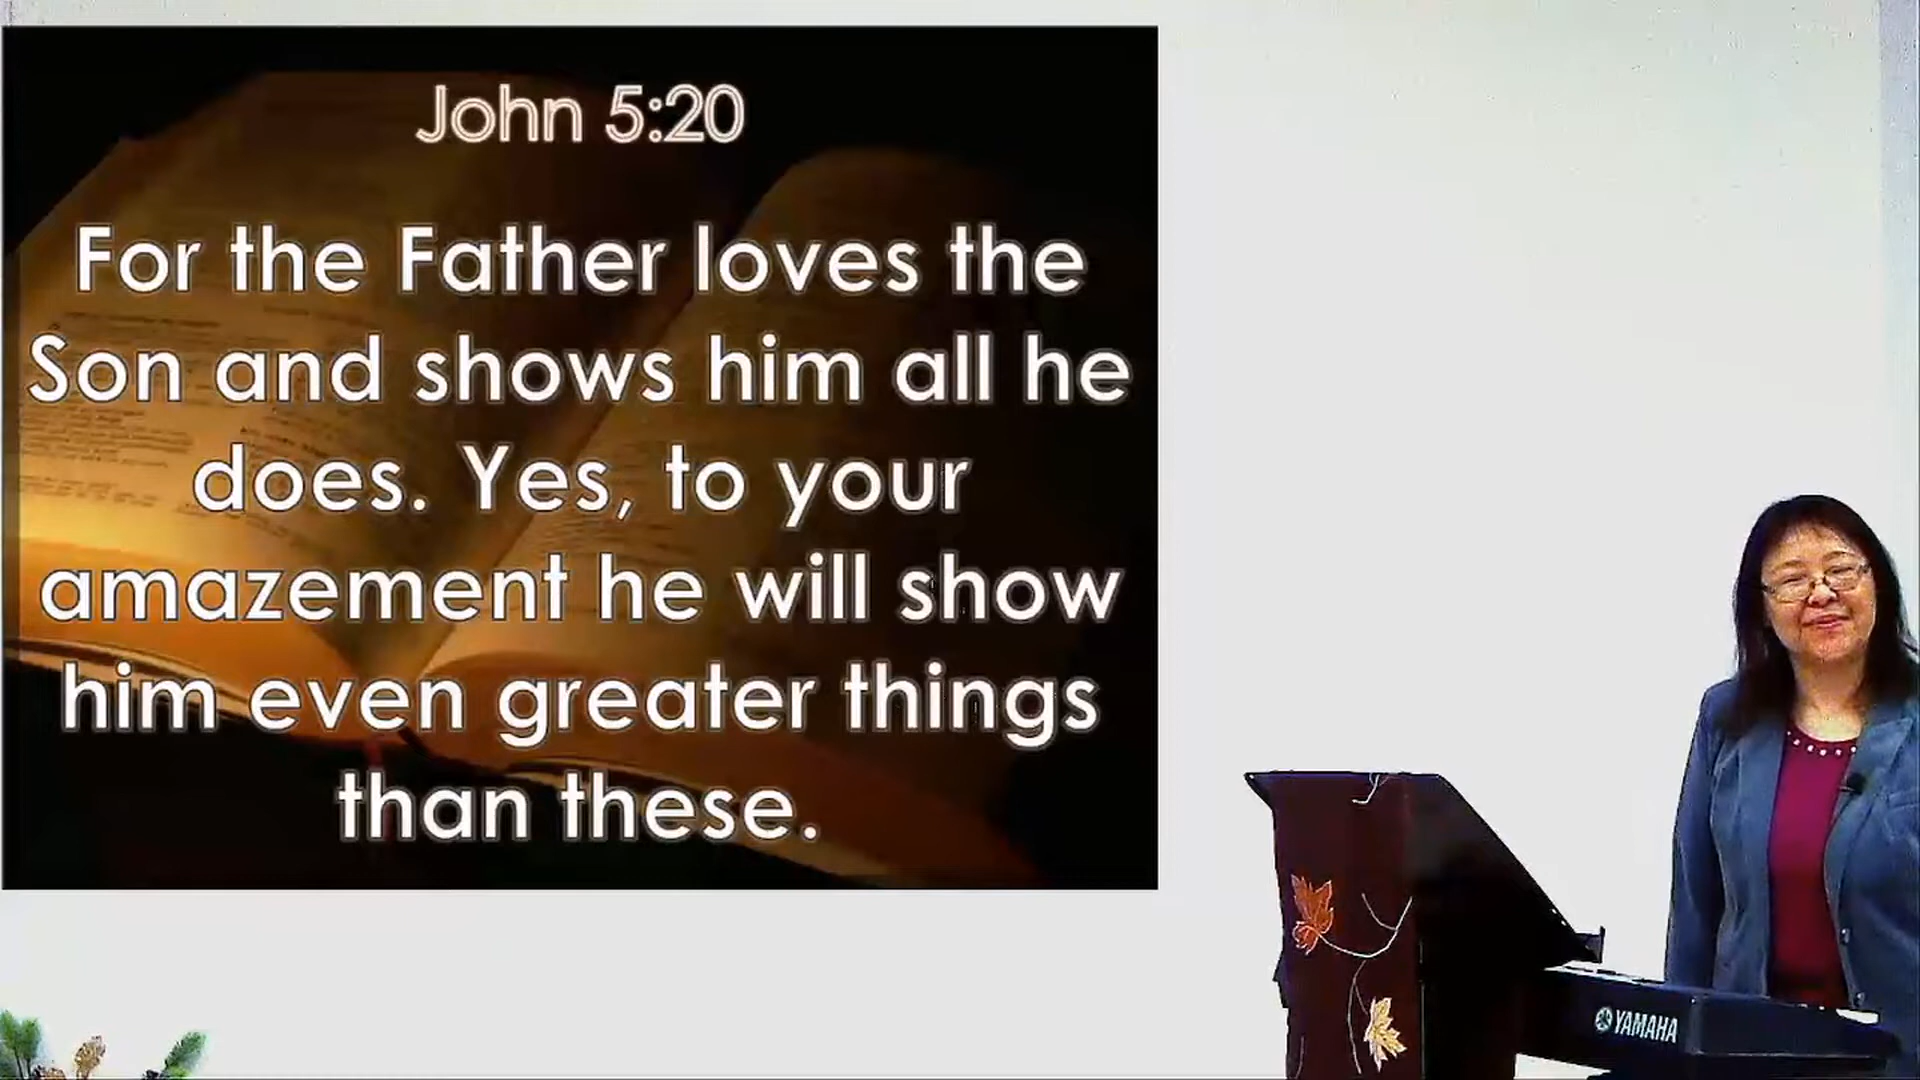 John 5:20
For the Father loves the
Son and shows him all he
does. Yes, to your
amazement he will show
him even greater things
than these.
YAMAHA